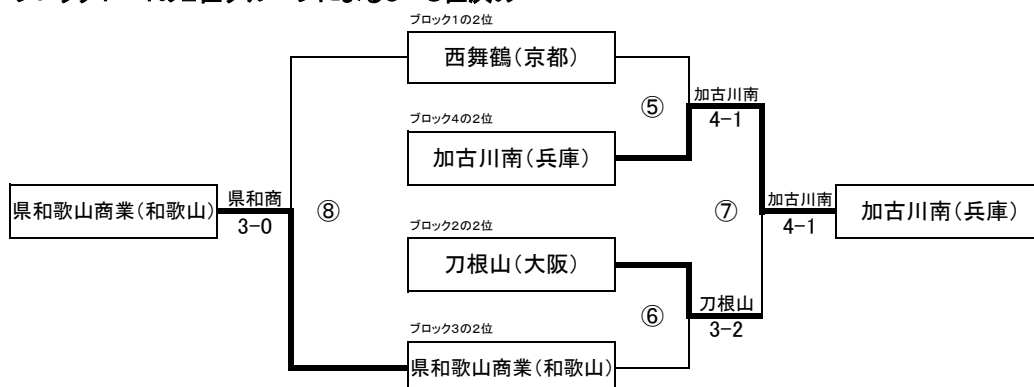 ブロック1の2位
西舞鶴(京都)
⑤
加古川南
4-1
ブロック4の2位
加古川南(兵庫)
県和歌山商業(和歌山)
県和商
3-0
⑧
⑦
加古川南
4-1
加古川南(兵庫)
ブロック2の2位
刀根山(大阪)
⑥
刀根山
3-2
ブロック3の2位
県和歌山商業(和歌山)